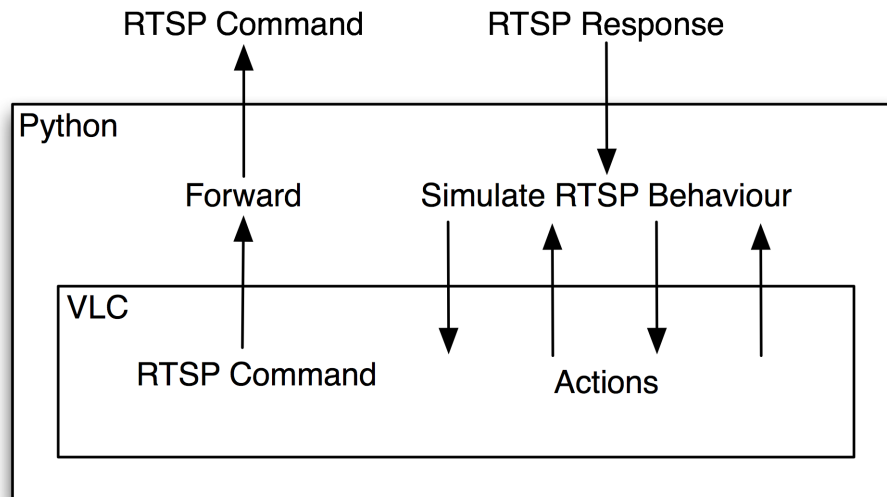 RTSP Command
RTSP Response
Python
Forward
Simulate RTSP Behaviour
VLC
RTSP Command
Actions